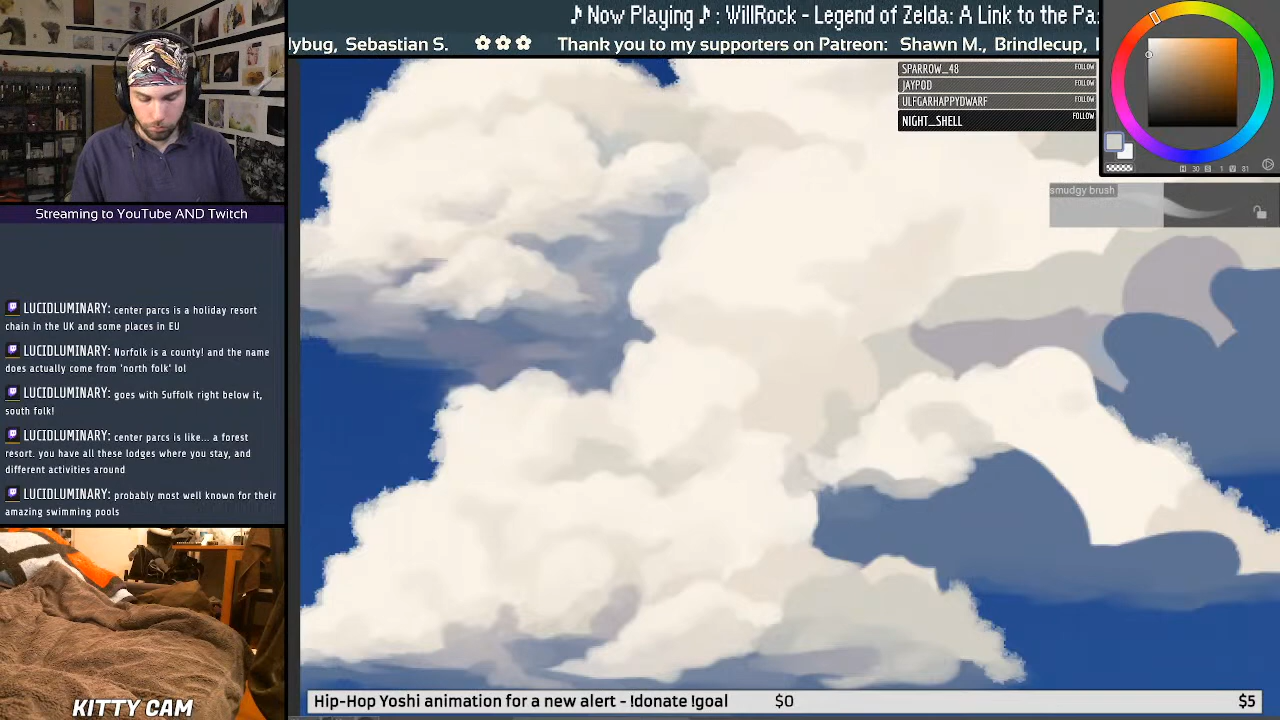 ♪ Now Playing ♪ : WillRock - Legend of Zelda: A Link to the Pa
lybug, Sebastian S. ✿ ✿ ✿ Thank you to my supporters on Patreon: Shawn M., Brindlecup,
SPARROW_48 FOLLOW
JAYPOD FOLLOW
ULFGARHAPPYDWARF FOLLOW
NIGHT_SHELL FOLLOW
H 30 S 1 V 81
smudgy brush
Streaming to YouTube AND Twitch
LUCIDLUMINARY: center parcs is a holiday resort
chain in the UK and some places in EU
LUCIDLUMINARY: Norfolk is a county! and the name
does actually come from 'north folk' lol
LUCIDLUMINARY: goes with Suffolk right below it,
south folk!
LUCIDLUMINARY: center parcs is like... a forest
resort. you have all these lodges where you stay, and
different activities around
LUCIDLUMINARY: probably most well known for their
amazing swimming pools
KITTY CAM
Hip-Hop Yoshi animation for a new alert - !donate !goal $0 $5